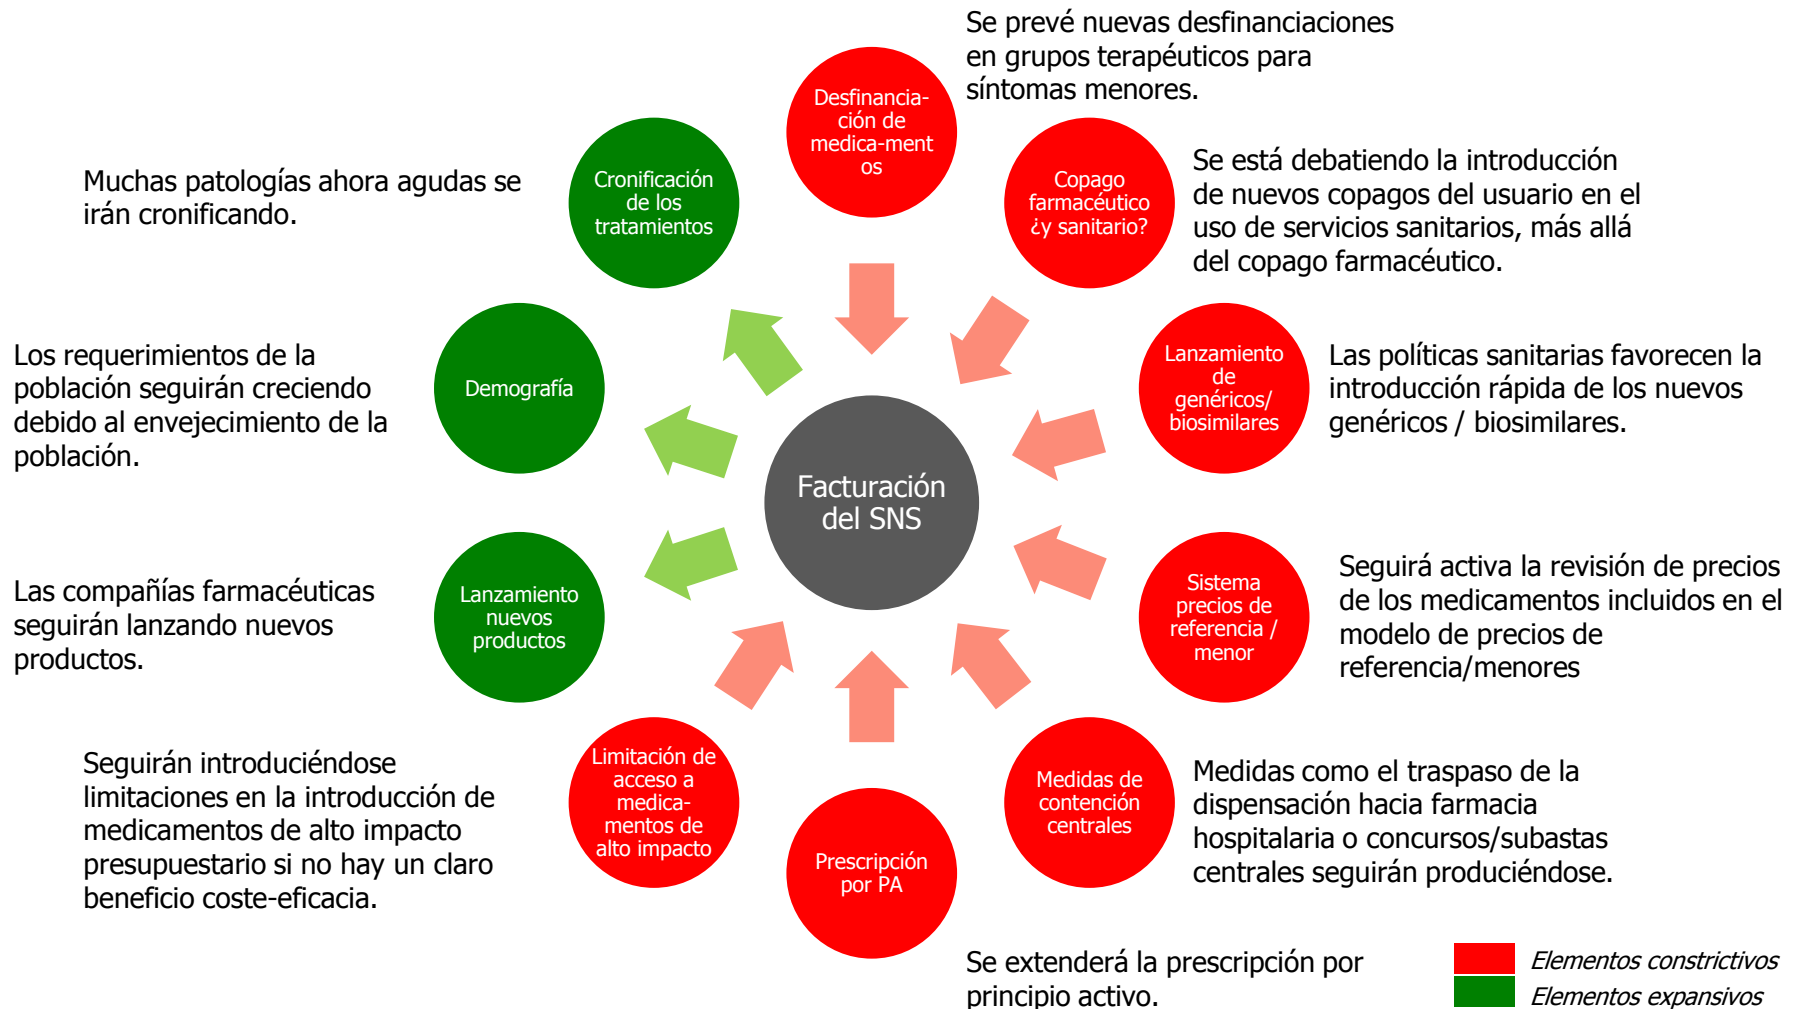 Se prevé nuevas desfinanciaciones
en grupos terapéuticos para
síntomas menores.
Desfinancia-
ción de
medica-ment
os
Copago
farmacéutico
¿y sanitario?
Se está debatiendo la introducción
de nuevos copagos del usuario en el
uso de servicios sanitarios, más allá
del copago farmacéutico.
Lanzamiento
de
genéricos/
biosimilares
Las políticas sanitarias favorecen la
introducción rápida de los nuevos
genéricos / biosimilares.
Sistema
precios de
referencia /
menor
Seguirá activa la revisión de precios
de los medicamentos incluidos en el
modelo de precios de
referencia/menores
Medidas de
contención
centrales
Medidas como el traspaso de la
dispensación hacia farmacia
hospitalaria o concursos/subastas
centrales seguirán produciéndose.
Prescripción
por PA
Se extenderá la prescripción por
principio activo.
Limitación de
acceso a
medica-
mentos de
alto impacto
Seguirán introduciéndose
limitaciones en la introducción de
medicamentos de alto impacto
presupuestario si no hay un claro
beneficio coste-eficacia.
Lanzamiento
nuevos
productos
Las compañías farmacéuticas
seguirán lanzando nuevos
productos.
Demografía
Los requerimientos de la
población seguirán creciendo
debido al envejecimiento de la
población.
Cronificación
de los
tratamientos
Muchas patologías ahora agudas se
irán cronificando.
Facturación
del SNS
Elementos constrictivos
Elementos expansivos